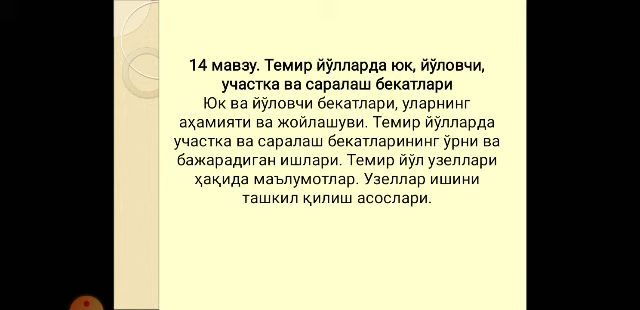 14 мавзу. Темир йўлларда юк, йўловчи,
участка ва саралаш бекатлари
Юк ва йўловчи бекатлари, уларнинг
аҳамияти ва жойлашуви. Темир йўлларда
участка ва саралаш бекатларининг ўрни ва
бажарадиган ишлари. Темир йўл узеллари
ҳақида маълумотлар. Узеллар ишини
ташкил қилиш асослари.